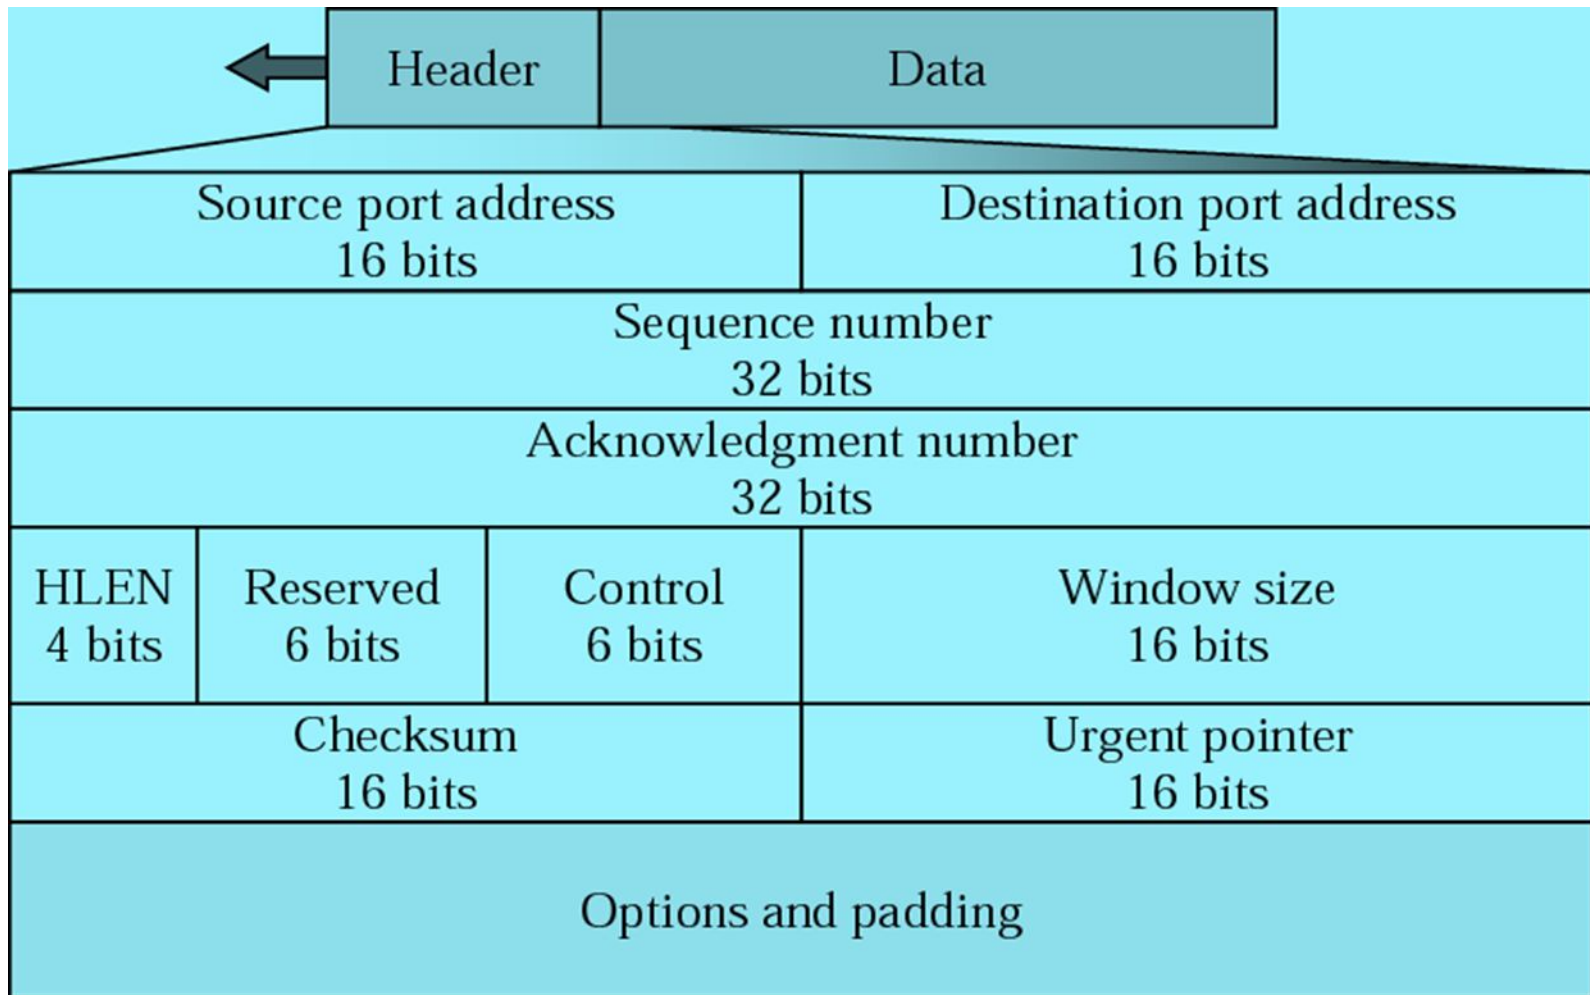 Header
Data
Source port address
16 bits
Destination port address
16 bits
Sequence number
32 bits
Acknowledgment number
32 bits
HLEN
4 bits
Reserved
6 bits
Control
6 bits
Window size
16 bits
Checksum
16 bits
Urgent pointer
16 bits
Options and padding